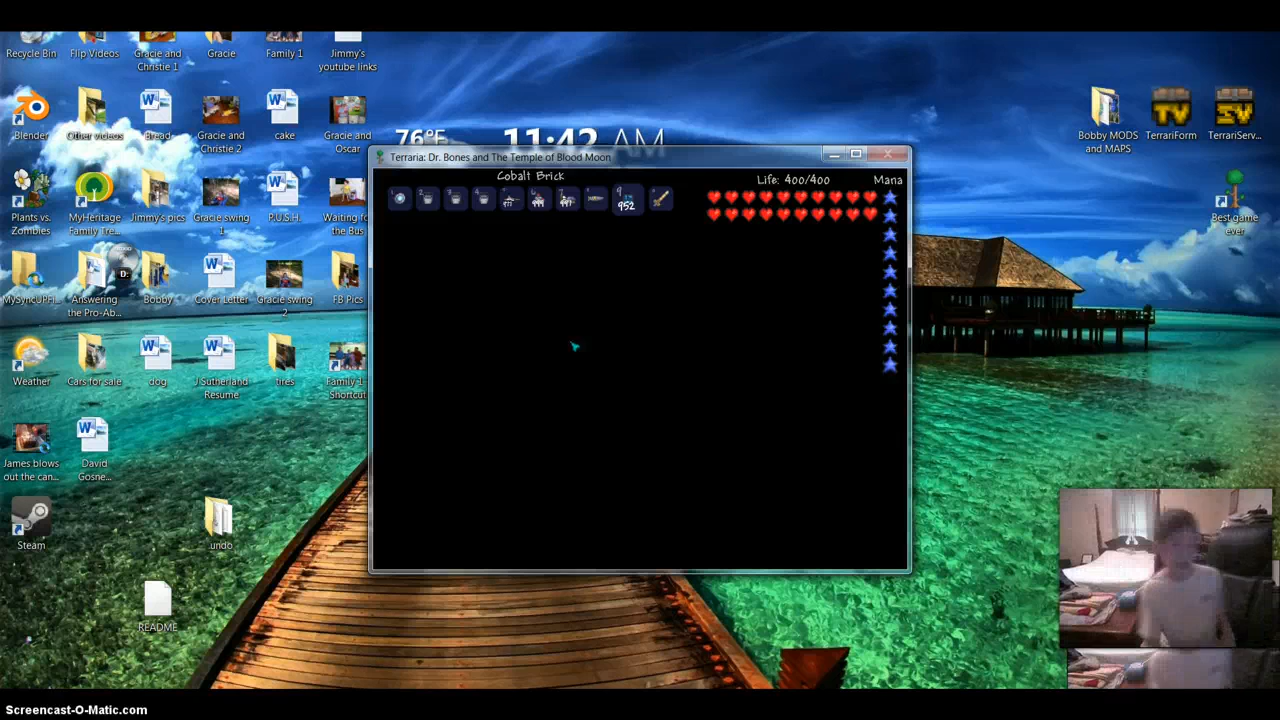 Recycle Bin
Flip Videos
Gracie and
Christie 1
Gracie
Family 1
Jimmy's
youtube links
Blender
Other videos
Bread
Gracie and
Christie 2
cake
Gracie and
Oscar
76°F
11:42 AM
Bobby MODS
and MAPS
TerrariForm
TerrariServ...
Terraria: Dr. Bones and The Temple of Blood Moon
Cobalt Brick
Life: 400/400
Mana
952
Plants vs.
Zombies
MyHeritage
Family Tre...
Jimmy's pics
Gracie swing
1
P.U.S.H.
Waiting for
the Bus
Best game
ever
D:
Answering
the Pro-Ab...
Bobby
Cover Letter
Gracie swing
2
FB Pics
Weather
Cars for sale
dog
J Sutherland
Resume
tires
Family 1 -
Shortcut
James blows
out the can...
David
Gosne...
Steam
undo
README
Screencast-O-Matic.com